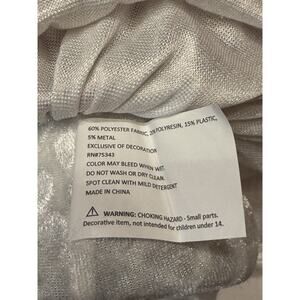 60% POLYESTER FABRIC, 20% POLYRESIN, 15% PLASTIC,
5% METAL
EXCLUSIVE OF DECORATION
RN#75343
COLOR MAY BLEED WHEN WET.
DO NOT WASH OR DRY CLEAN.
SPOT CLEAN WITH MILD DETERGENT
MADE IN CHINA
WARNING: CHOKING HAZARD - Small parts.
Decorative item, not intended for children under 14.